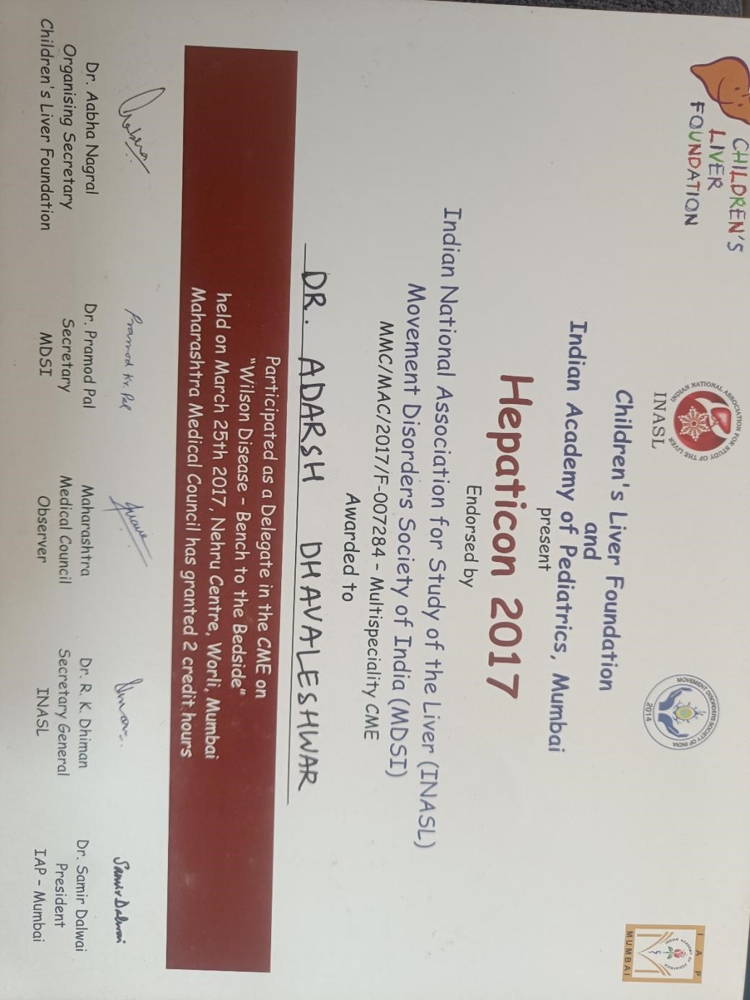 CHILDREN'S
LIVER
FOUNDATION
INDIAN NATIONAL ASSOCIATION FOR STUDY OF THE LIVER
INASL
MOVEMENT DISORDERS SOCIETY OF INDIA
2014
I A P
INDIAN ACADEMY OF PEDIATRICS
MUMBAI
Children's Liver Foundation
and
Indian Academy of Pediatrics, Mumbai
present
Hepaticon 2017
Endorsed by
Indian National Association for Study of the Liver (INASL)
Movement Disorders Society of India (MDSI)
MMC/MAC/2017/F-007284 - Multispeciality CME
Awarded to
DR. ADARSH DHAVALESHWAR
Participated as a Delegate in the CME on
"Wilson Disease - Bench to the Bedside"
held on March 25th 2017, Nehru Centre, Worli, Mumbai
Maharashtra Medical Council has granted 2 credit hours
Pramod Kr. Pal
Samir Dalwai
Dr. Aabha Nagral
Organising Secretary
Children's Liver Foundation
Dr. Pramod Pal
Secretary
MDSI
Maharashtra
Medical Council
Observer
Dr. R. K. Dhiman
Secretary General
INASL
Dr. Samir Dalwai
President
IAP - Mumbai